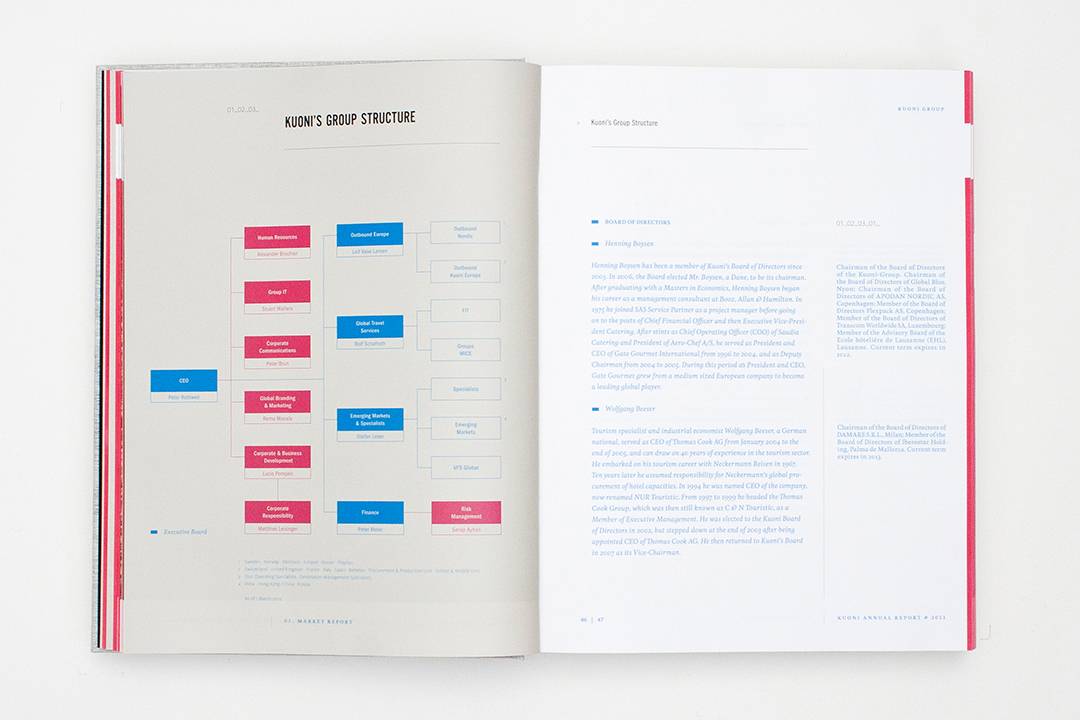 01_02_03_
KUONI'S GROUP STRUCTURE
Human Resources
Group IT
Stuart Walters
Corporate
Communications
Peter Brun
Global Branding
& Marketing
Corporate & Business
Development
Corporate
Responsibility
Matthias Leisinger
CEO
Peter Rothwell
Outbound Europe
Leif Vase Larsen
Global Travel
Services
Rolf Schafroth
Emerging Markets
& Specialists
Stefan Leser
Finance
Peter Meier
Outbound
Nordic
Outbound
Kuoni Europe
FIT
Groups
MICE
Specialists
Emerging
Markets
VFS Global
Risk
Management
Executive Board
MARKET REPORT
KUONI GROUP
Kuoni's Group Structure
BOARD OF DIRECTORS
Henning Boysen
Henning Boysen has been a member of Kuoni's Board of Directors since
2003. In 2006, the Board elected Mr. Boysen, a Dane, to be its chairman.
After graduating with a Masters in Economics, Henning Boysen began
his career as a management consultant at Booz, Allan & Hamilton. In
1975 he joined SAS Service Partner as a project manager before going
on to the posts of Chief Financial Officer and then Executive Vice-Presi-
dent Catering. After stints as Chief Operating Officer (COO) of Saudia
Catering and President of Aero-Chef A/S, he served as President and
CEO of Gate Gourmet International from 1996 to 2004, and as Deputy
Chairman from 2004 to 2005. During this period as President and CEO,
Gate Gourmet grew from a medium sized European company to become
a leading global player.
Wolfgang Beeser
Tourism specialist and industrial economist Wolfgang Beeser, a German
national, served as CEO of Thomas Cook AG from January 2004 to the
end of 2005, and can draw on 40 years of experience in the tourism sector.
He embarked on his tourism career with Neckermann Reisen in 1967.
Ten years later he assumed responsibility for Neckermann's global pro-
curement of hotel capacities. In 1994 he was named CEO of the company,
now renamed NUR Touristic. From 1997 to 1999 he headed the Thomas
Cook Group, which was then still known as C & N Touristic, as a
Member of Executive Management. He was elected to the Kuoni Board
of Directors in 2002, but stepped down at the end of 2003 after being
appointed CEO of Thomas Cook AG. He then returned to Kuoni's Board
in 2007 as its Vice-Chairman.
01_02_03_01_
Chairman of the Board of Directors
of the Kuoni-Group. Chairman of
the Board of Directors of Global Blue
Nyon; Chairman of the Board of
Directors of APODAN NORDIC AS,
Copenhagen; Member of the Board of
Directors Flexpack AS, Copenhagen;
Member of the Board of Directors of
Transcom Worldwide SA, Luxembourg;
Member of the Advisory Board of the
Ecole hôtelière de Lausanne (EHL),
Lausanne. Current term expires in
2012.
Chairman of the Board of Directors of
DAMARE S.R.L., Milan; Member of the
Board of Directors of Iberostar Hold-
ing, Palma de Mallorca. Current term
expires in 2013.
46 | 47
KUONI ANNUAL REPORT # 2011